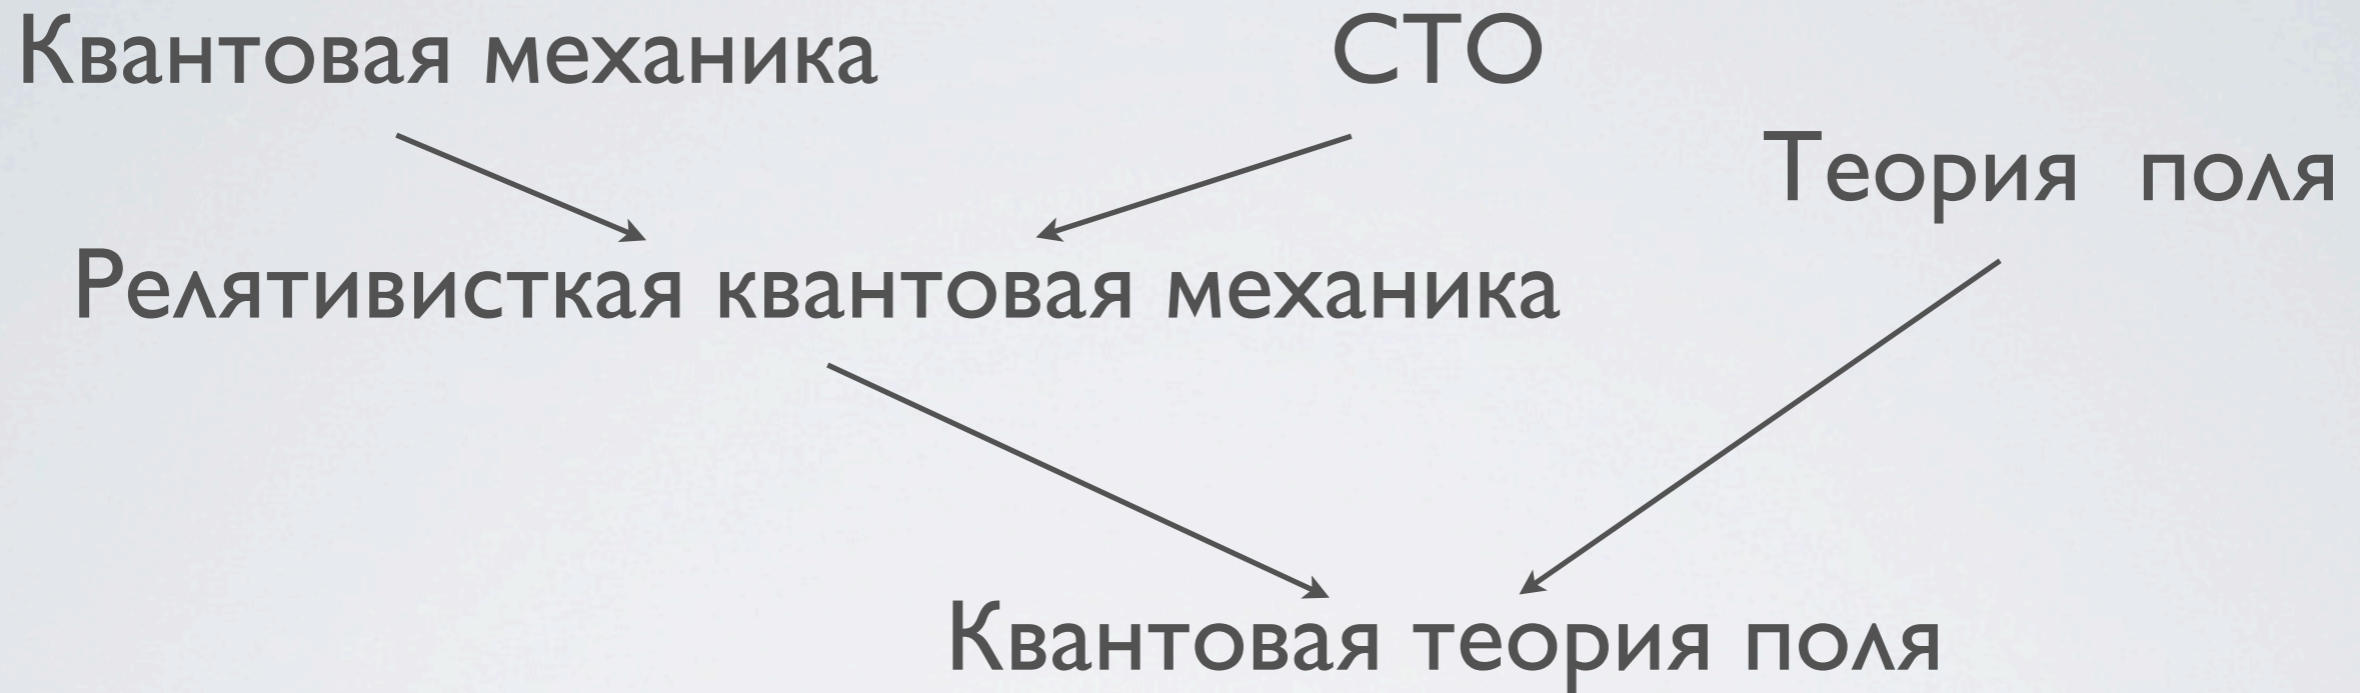 Квантовая механика
СТО
Теория поля
Релятивисткая квантовая механика
Квантовая теория поля